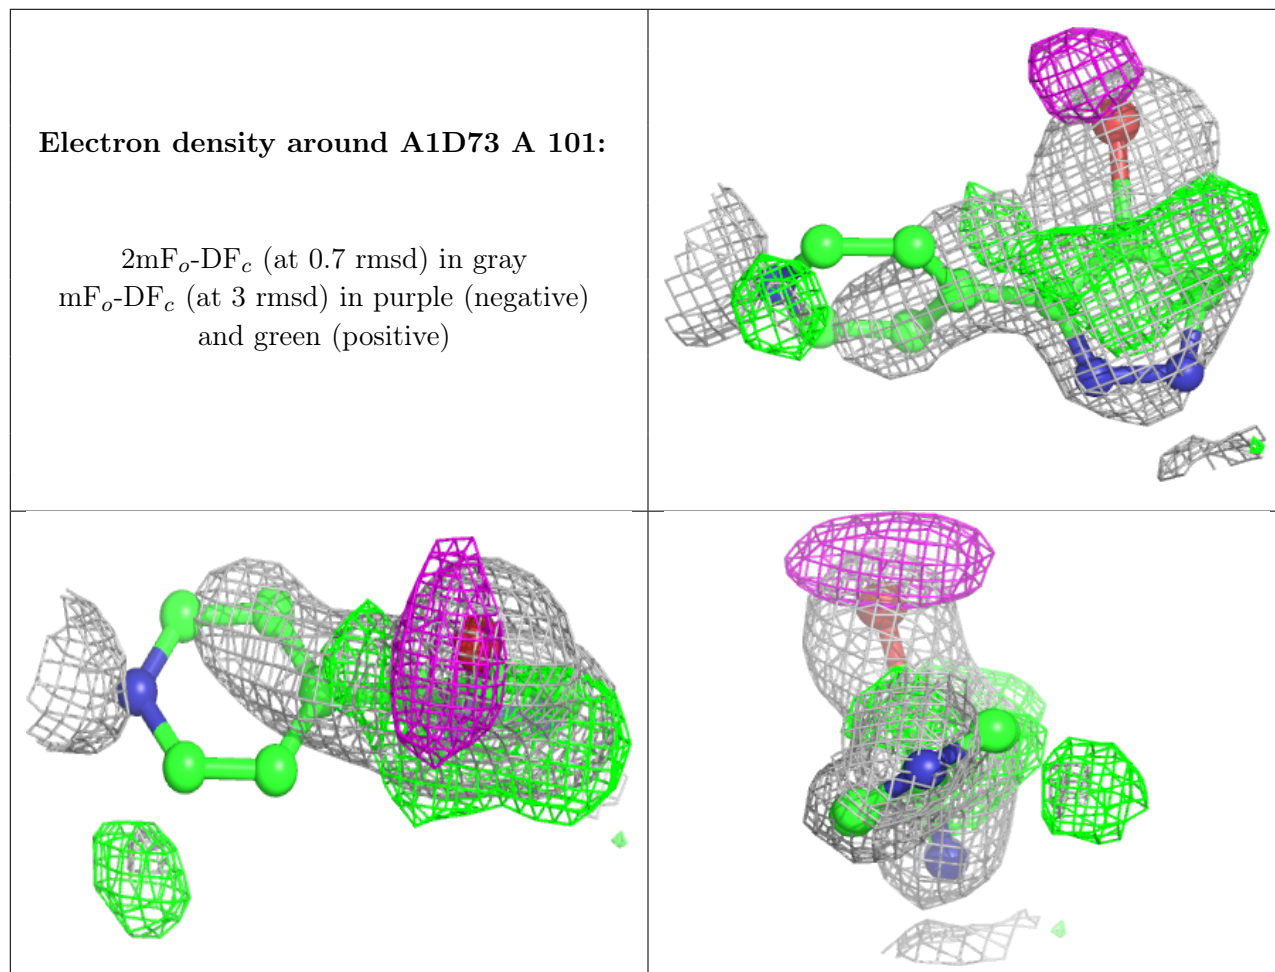 Electron density around A1D73 A 101:
2mFₒ-DF𝒸 (at 0.7 rmsd) in gray
mFₒ-DF𝒸 (at 3 rmsd) in purple (negative)
and green (positive)